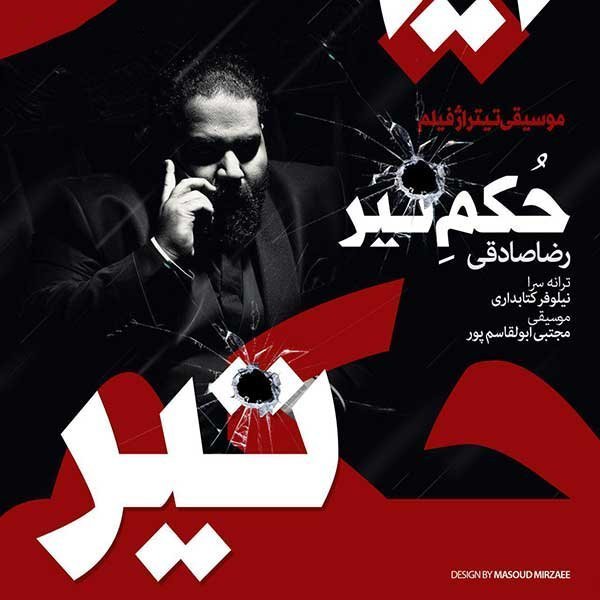 موسیقی تیتراژ فیلم
حُکمِ تیر
رضا صادقی
ترانه سرا
نیلوفر کتابداری
موسیقی
مجتبی ابولقاسم پور
حکم
تیر
DESIGN BY MASOUD MIRZAEE